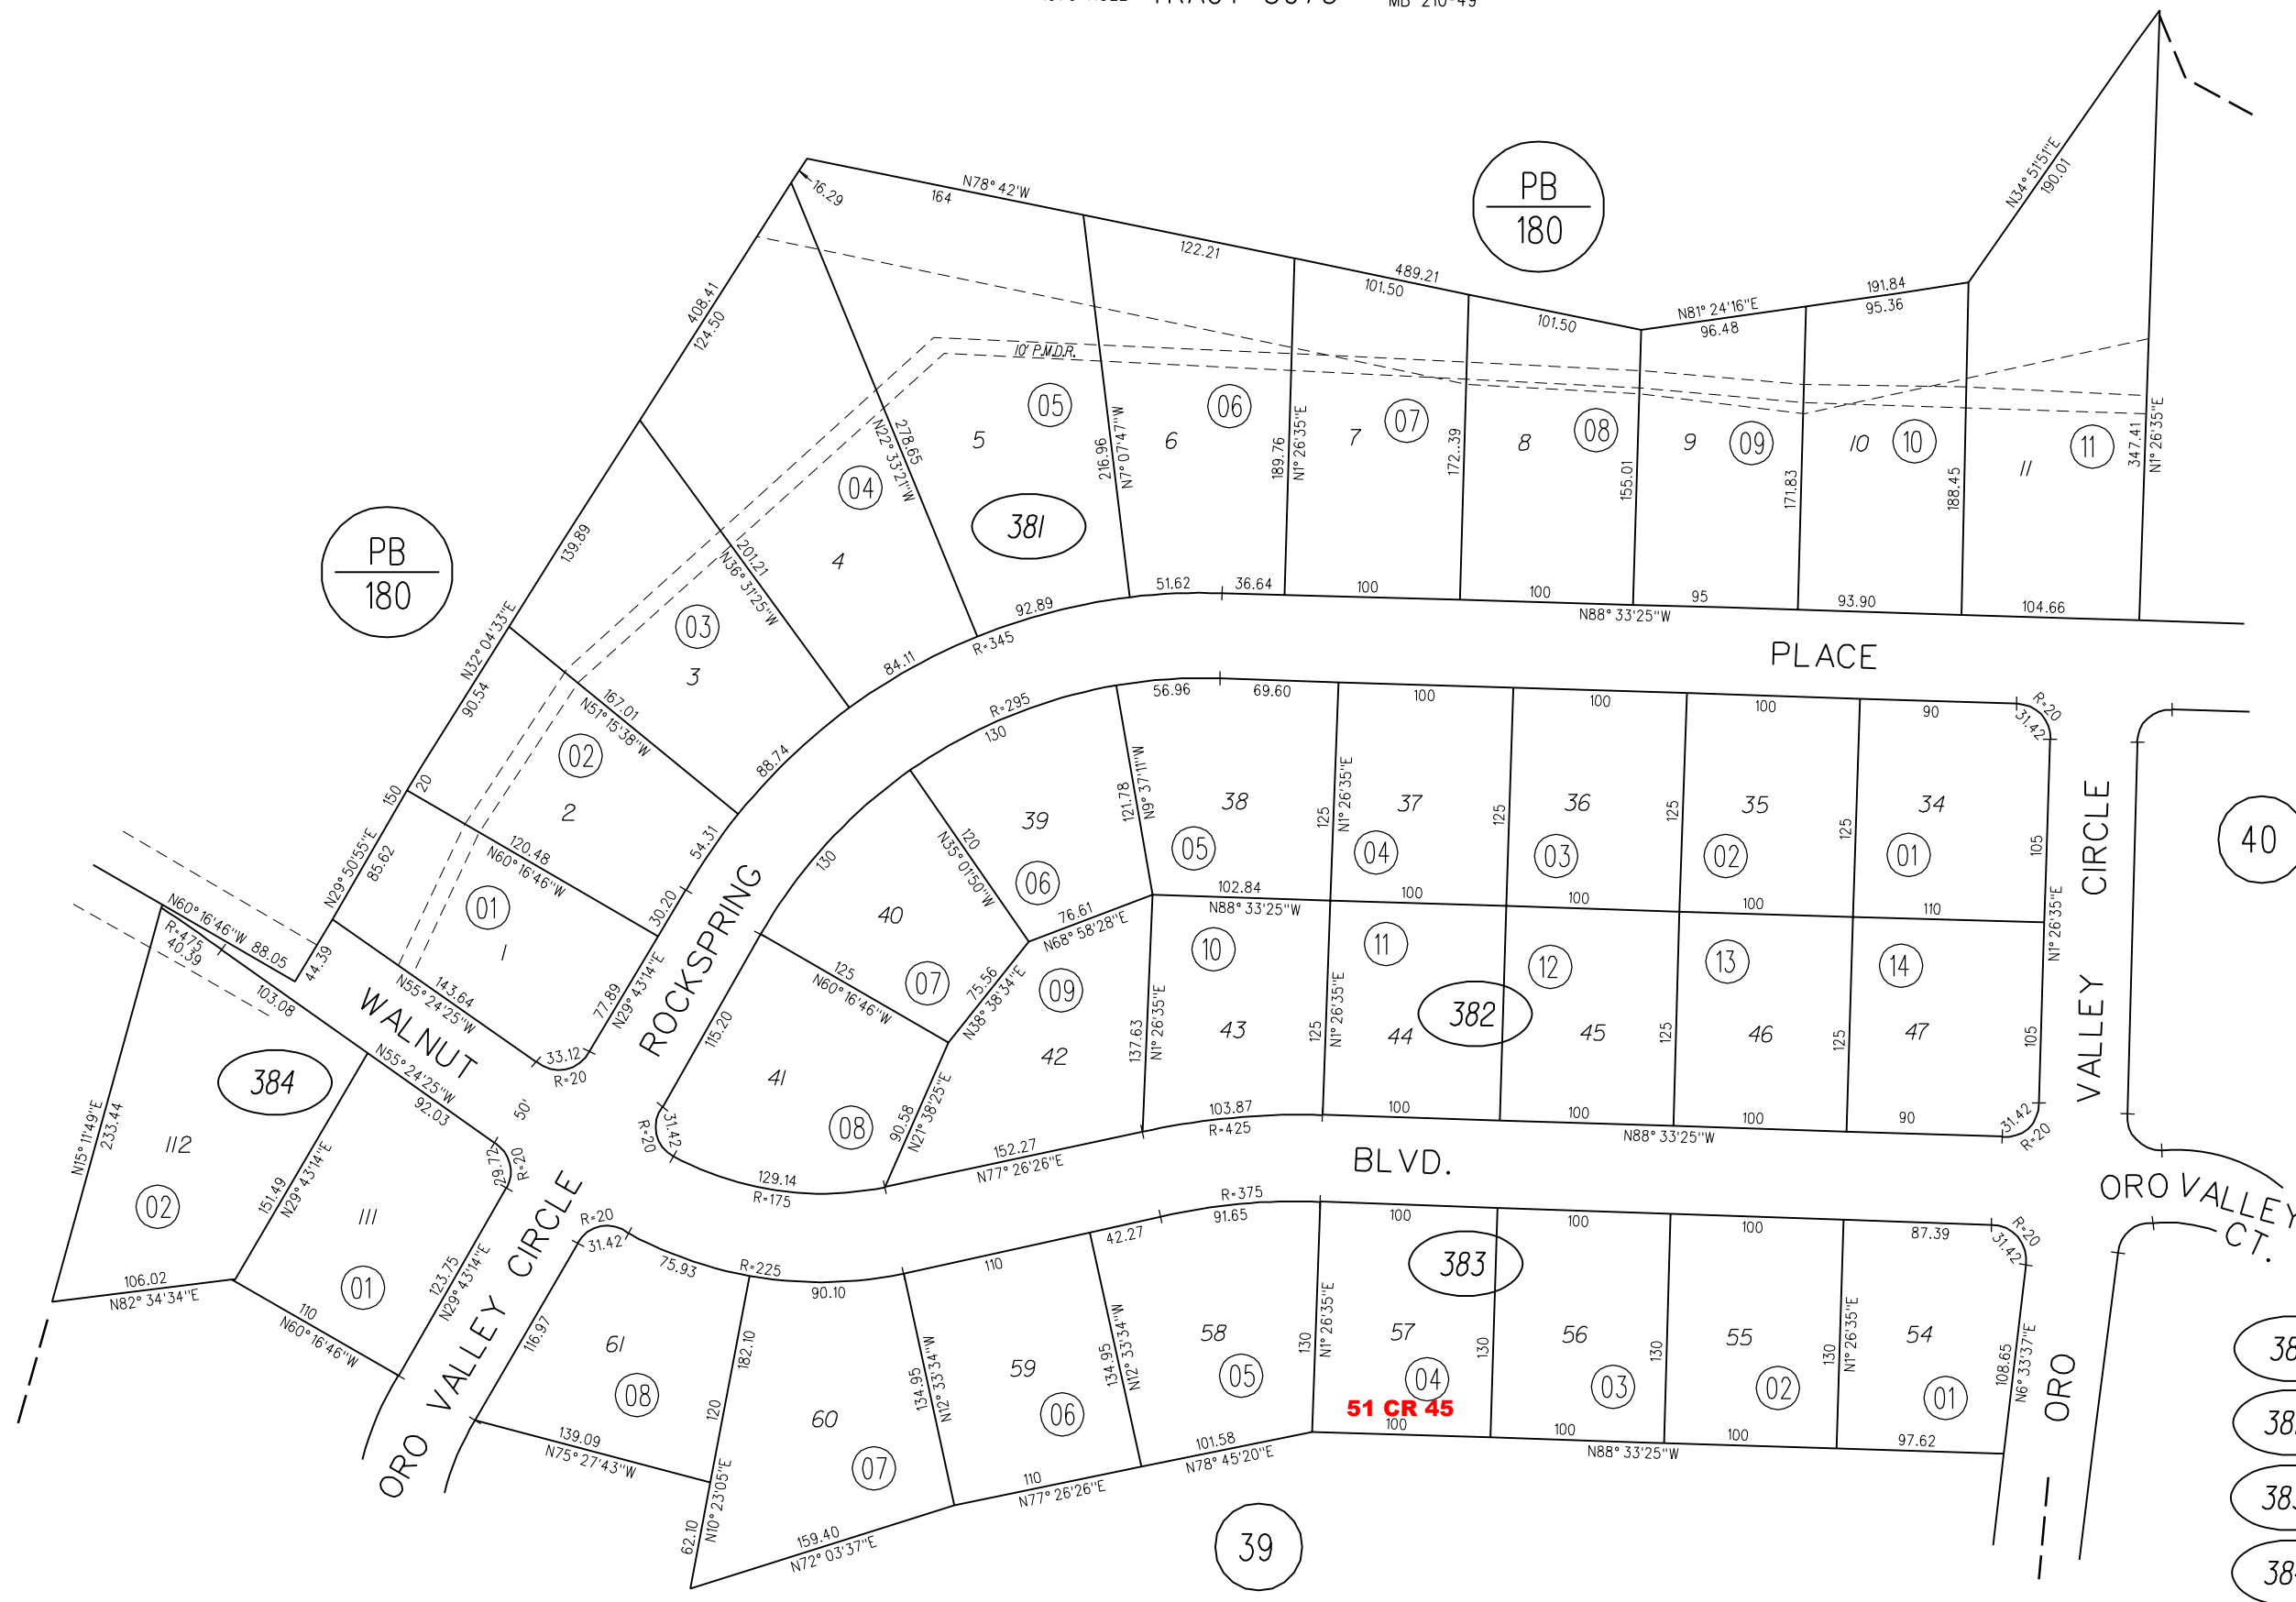 TRACT
MB 210-49
PB
180
N78° 42'W
164
16.29
122.21
489.21
101.50
101.50
N81° 24'16"E
96.48
191.84
95.36
N34° 51'51"E
190.01
408.41
124.50
10' P.M.D.R.
05
5
06
6
07
7
08
8
09
9
10
10
11
11
278.65
N22° 33'21"W
216.96
N7° 07'47"W
189.76
N1° 26'35"E
172.39
155.01
171.83
188.45
347.41
N1° 26'35"E
04
4
381
PB
180
139.89
201.21
N36° 31'25"W
03
3
N32° 04'33"E
90.54
92.89
R=345
51.62
36.64
100
100
N88° 33'25"W
95
93.90
104.66
84.11
88.74
54.31
30.20
77.89
N29° 43'14"E
167.01
N51° 15'38"W
02
2
150
20
120.48
N60° 16'46"W
N29° 50'55"E
85.62
01
1
143.64
N55° 24'25"W
33.12
R=20
N60° 16'46"W 88.05
R=475
40.39
44.39
103.08
PLACE
ROCKSPRING
WALNUT
BLVD.
R=295
130
56.96
69.60
100
100
100
90
R=20
31.42
130
39
06
120
N35° 01'50"W
121.78
N9° 37'11"W
38
05
125
N1° 26'35"E
37
04
125
36
03
125
35
02
125
34
01
105
N1° 26'35"E
102.84
N88° 33'25"W
100
100
100
110
40
07
125
N60° 16'46"W
76.61
N68° 58'28"E
75.56
N38° 38'34"E
115.20
41
08
31.42
R=20
90.58
N21° 38'25"E
09
42
137.63
N1° 26'35"E
10
43
125
N1° 26'35"E
11
44
382
12
45
125
13
46
125
14
47
105
31.42
R=20
129.14
R=175
152.27
N77° 26'26"E
103.87
R=425
100
100
N88° 33'25"W
100
90
VALLEY CIRCLE
40
ORO VALLEY
CT.
ORO
384
N55° 24'25"W
92.03
50'
N15° 11'49"E
233.44
112
02
151.49
N29° 43'14"E
111
01
29.72
R=20
123.75
N29° 43'14"E
106.02
N82° 34'34"E
110
N60° 16'46"W
ORO VALLEY CIRCLE
R=20
31.42
75.93
R=225
90.10
110
42.27
R=375
91.65
100
100
100
87.39
R=20
31.42
116.97
61
08
182.10
120
60
07
134.95
N12° 33'34"W
59
06
134.95
N12° 33'34"W
58
05
130
N1° 26'35"E
383
57
04
51 CR 45
130
56
03
130
55
02
130
N1° 26'35"E
54
01
108.65
N6° 33'37"E
139.09
N75° 27'43"W
62.10
N10° 23'05"E
159.40
N72° 03'37"E
110
N77° 26'26"E
101.58
N78° 45'20"E
100
100
N88° 33'25"W
100
97.62
39